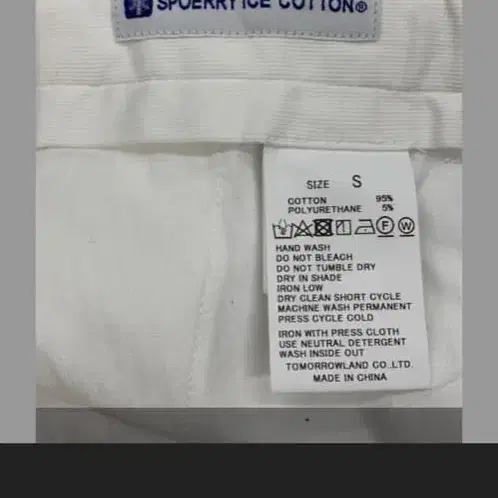 SPOERRY ICE COTTON®
SIZE S
COTTON 95%
POLYURETHANE 5%
F W
HAND WASH
DO NOT BLEACH
DO NOT TUMBLE DRY
DRY IN SHADE
IRON LOW
DRY CLEAN SHORT CYCLE
MACHINE WASH PERMANENT
PRESS CYCLE COLD
IRON WITH PRESS CLOTH
USE NEUTRAL DETERGENT
WASH INSIDE OUT
TOMORROWLAND CO.,LTD.
MADE IN CHINA